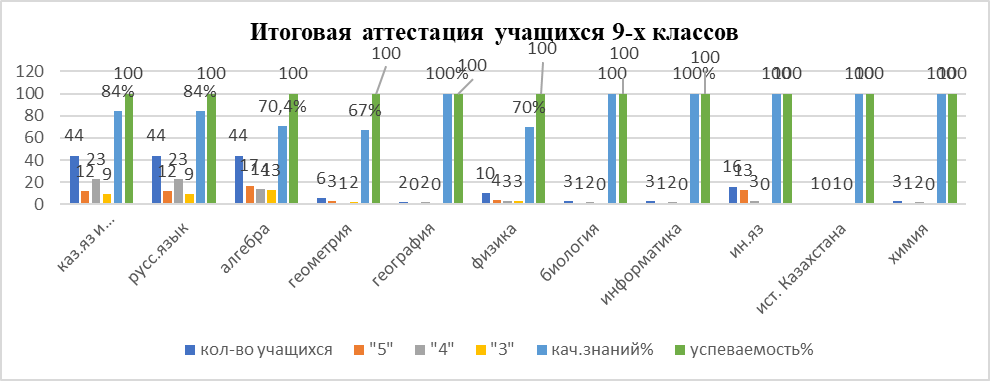 Итоговая аттестация учащихся 9-х классов
120
100
80
60
40
20
0
44 12 23 9 84% 100
44 12 23 9 84% 100
44 17 14 13 70,4% 100
6 3 1 2 67% 100
2 0 2 0 100% 100
10 4 3 3 70% 100
3 1 2 0 100 100
3 1 2 0 100% 100
16 13 3 0 100 100
1 0 1 0 100 100
3 1 2 0 100 100
каз.яз и...
русс.язык
алгебра
геометрия
география
физика
биология
информатика
ин.яз
ист. Казахстана
химия
кол-во учащихся "5" "4" "3" кач.знаний% успеваемость%